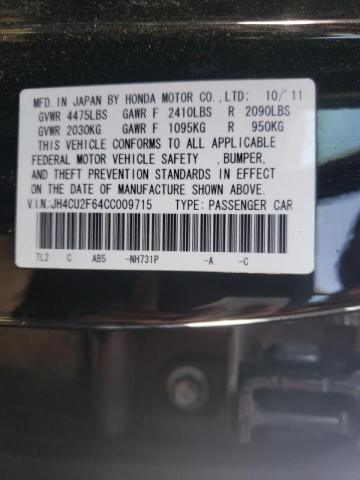 MFD. IN JAPAN BY HONDA MOTOR CO., LTD: 10/'11
GVWR 4475LBS GAWR F 2410LBS R 2090LBS
GVWR 2030KG GAWR F 1095KG R 950KG
THIS VEHICLE CONFORMS TO ALL APPLICABLE
FEDERAL MOTOR VEHICLE SAFETY , BUMPER,
AND THEFT PREVENTION STANDARDS IN EFFECT
ON THE DATE OF MANUFACTURE SHOWN ABOVE.
V.I.N.:JH4CU2F64CC009715 TYPE: PASSENGER CAR
TL2 C AB5 -NH731P -A -C